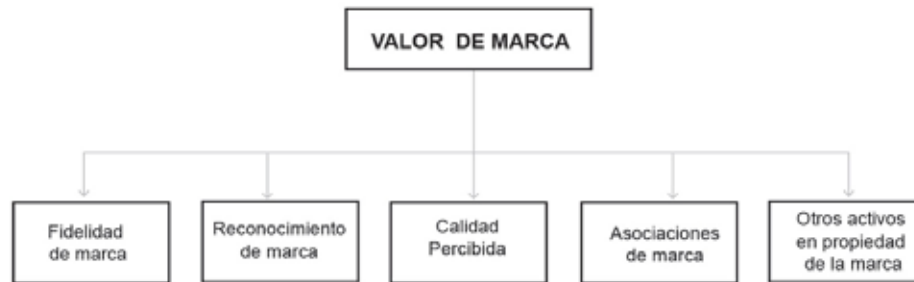 VALOR DE MARCA
Fidelidad
de marca
Reconocimiento
de marca
Calidad
Percibida
Asociaciones
de marca
Otros activos
en propiedad
de la marca